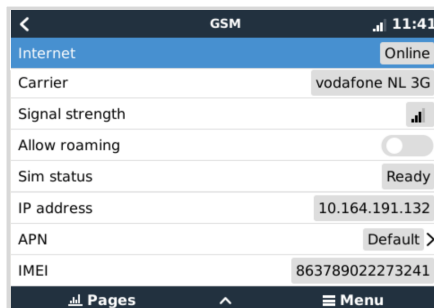 GSM 11:41
Internet Online
Carrier vodafone NL 3G
Signal strength
Allow roaming
Sim status Ready
IP address 10.164.191.132
APN Default
IMEI 863789022273241
Pages Menu